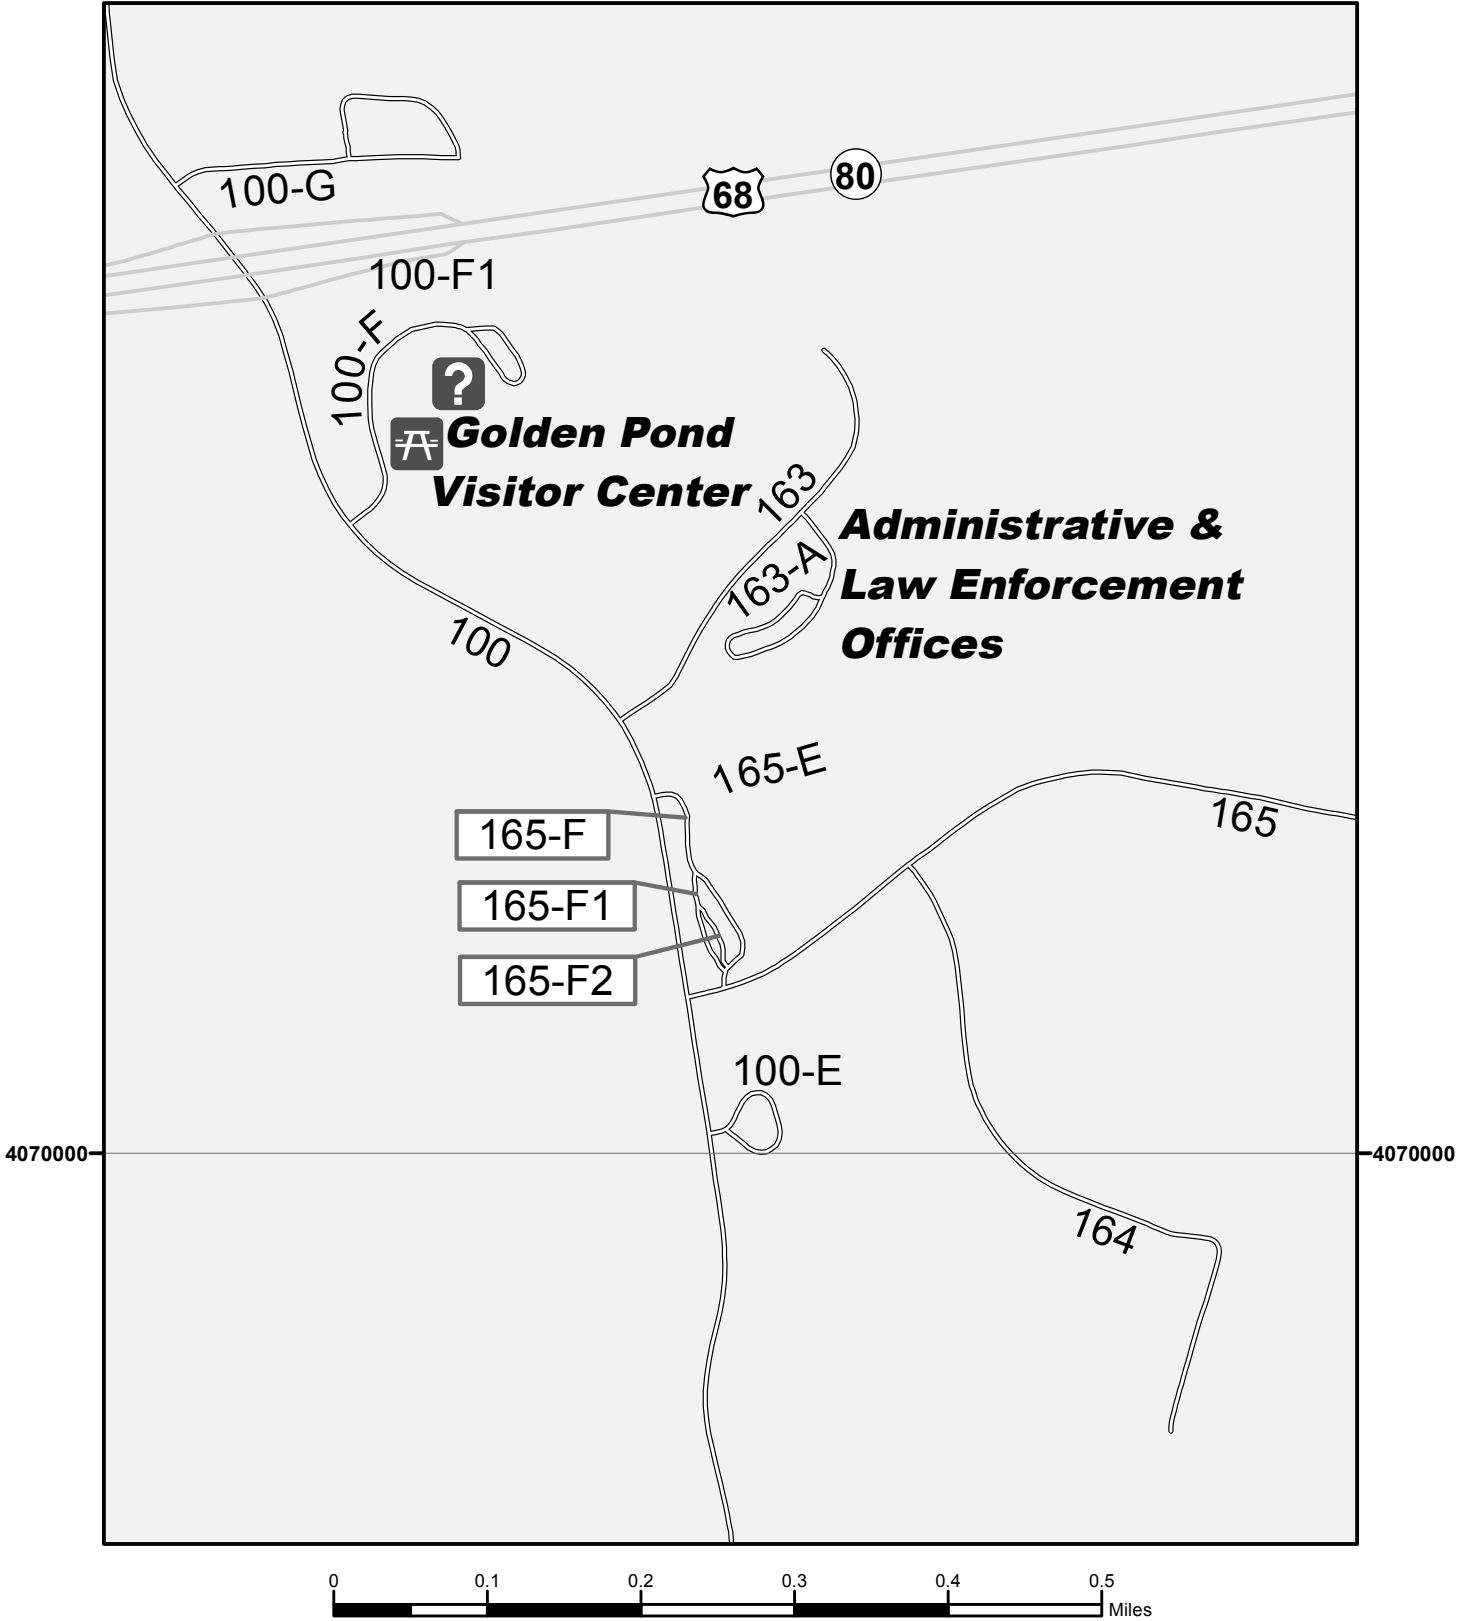 100-G
68
80
100-F1
100-F
?
Golden Pond
Visitor Center
163
Administrative &
163-A
Law Enforcement
Offices
100
165-E
165-F
165
165-F1
165-F2
100-E
4070000
4070000
164
0 0.1 0.2 0.3 0.4 0.5
Miles